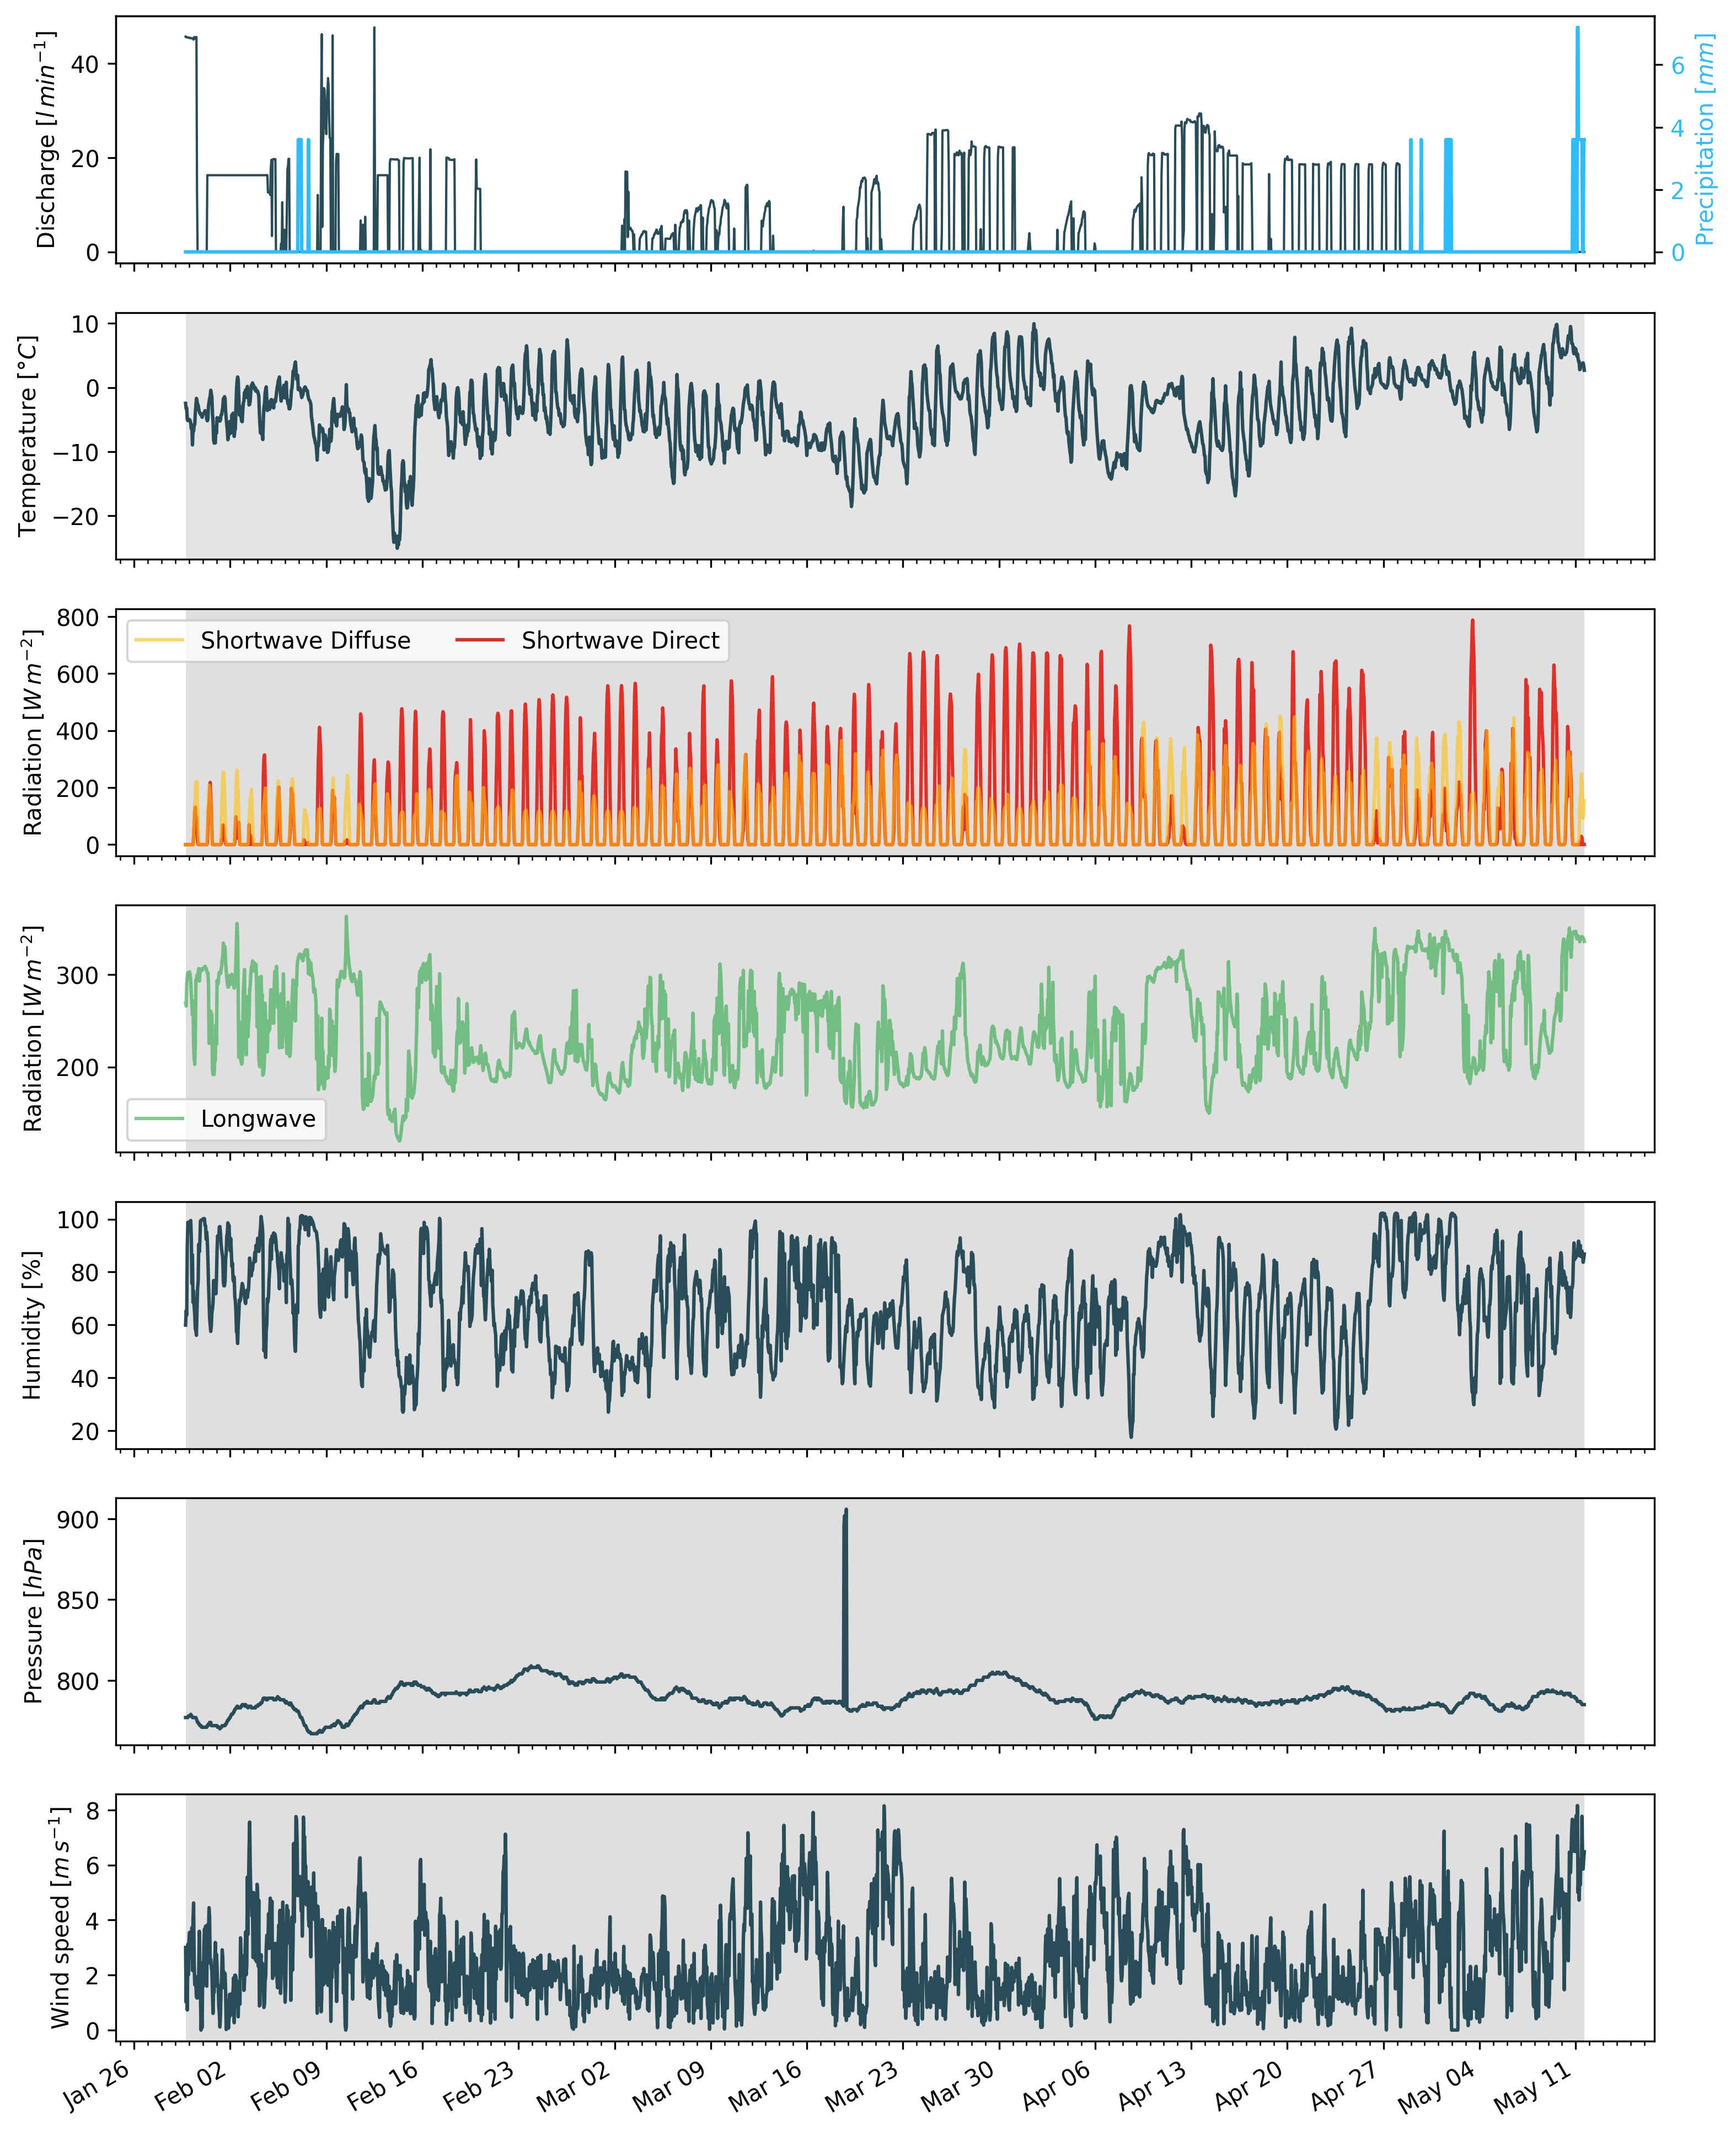 Discharge [l min⁻¹]
40
20
0
Precipitation [mm]
6
4
2
0
Temperature [°C]
10
0
−10
−20
Radiation [W m⁻²]
800
600
400
200
0
Shortwave Diffuse
Shortwave Direct
Radiation [W m⁻²]
300
200
Longwave
Humidity [%]
100
80
60
40
20
Pressure [hPa]
900
850
800
Wind speed [m s⁻¹]
8
6
4
2
0
Jan 26
Feb 02
Feb 09
Feb 16
Feb 23
Mar 02
Mar 09
Mar 16
Mar 23
Mar 30
Apr 06
Apr 13
Apr 20
Apr 27
May 04
May 11